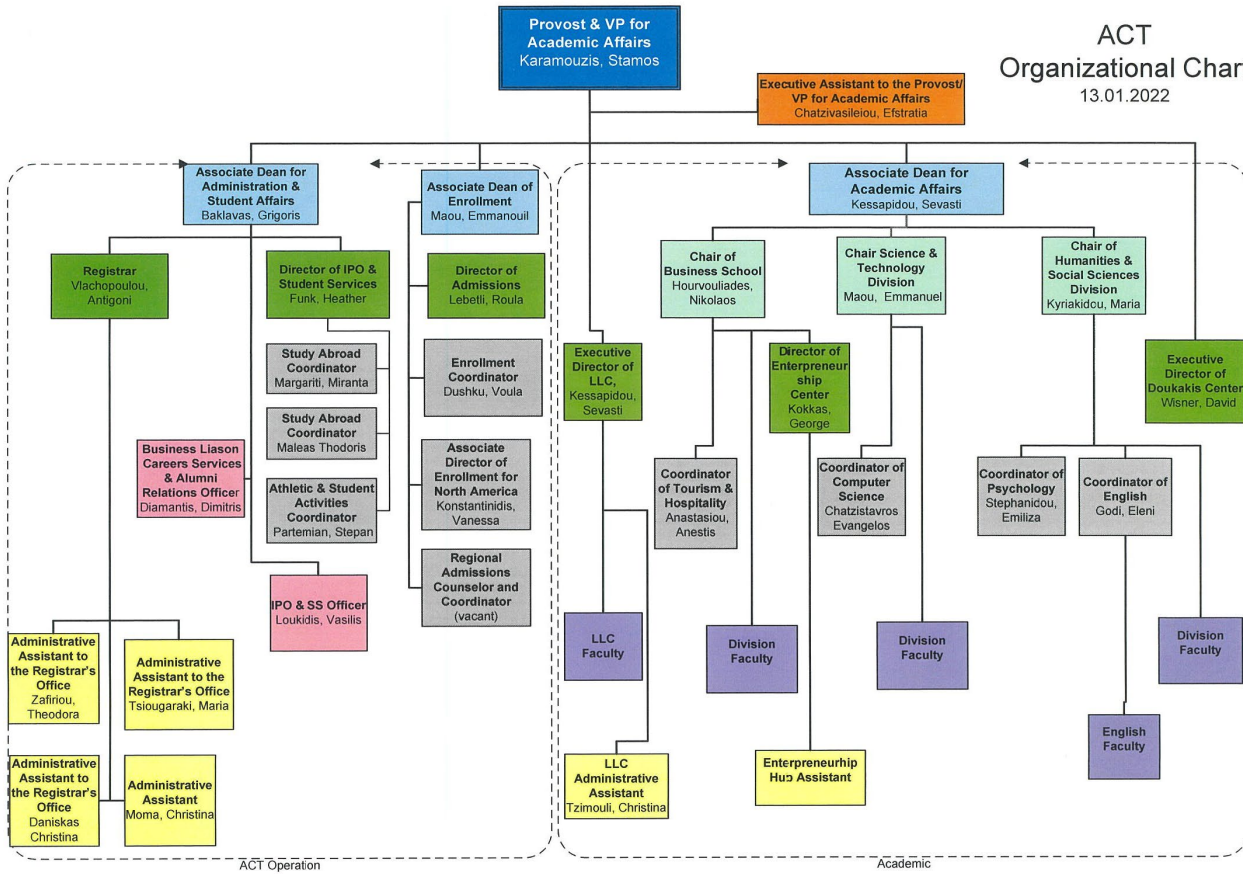 Provost & VP for
Academic Affairs
Karamouzis, Stamos
ACT
Organizational Chart
13.01.2022
Executive Assistant to the Provost/
VP for Academic Affairs
Chatzivasileiou, Efstratia
Associate Dean for
Administration &
Student Affairs
Baklavas, Grigoris
Associate Dean of
Enrollment
Maou, Emmanouil
Associate Dean for
Academic Affairs
Kessapidou, Sevasti
Registrar
Vlachopoulou,
Antigoni
Director of IPO &
Student Services
Funk, Heather
Director of
Admissions
Lebetli, Roula
Chair of
Business School
Hourvouliades,
Nikolaos
Chair Science &
Technology
Division
Maou, Emmanuel
Chair of
Humanities &
Social Sciences
Division
Kyriakidou, Maria
Study Abroad
Coordinator
Margariti, Miranta
Enrollment
Coordinator
Dushku, Voula
Executive
Director of
LLC,
Kessapidou,
Sevasti
Director of
Enterpreneur
ship
Center
Kokkas,
George
Executive
Director of
Doukakis Center
Wisner, David
Study Abroad
Coordinator
Maleas Thodoris
Business Liason
Careers Services
& Alumni
Relations Officer
Diamantis, Dimitris
Athletic & Student
Activities
Coordinator
Partemian, Stepan
Associate
Director of
Enrollment for
North America
Konstantinidis,
Vanessa
Coordinator
of Tourism &
Hospitality
Anastasiou,
Anestis
Coordinator of
Computer
Science
Chatzistavros
Evangelos
Coordinator of
Psychology
Stephanidou,
Emiliza
Coordinator of
English
Godi, Eleni
IPO & SS Officer
Loukidis, Vasilis
Regional
Admissions
Counselor and
Coordinator
(vacant)
LLC
Faculty
Division
Faculty
Division
Faculty
Division
Faculty
Administrative
Assistant to
the Registrar's
Office
Zafiriou,
Theodora
Administrative
Assistant to the
Registrar's Office
Tsiougaraki, Maria
English
Faculty
Administrative
Assistant to
the Registrar's
Office
Daniskas
Christina
Administrative
Assistant
Moma, Christina
LLC
Administrative
Assistant
Tzimouli, Christina
Enterpreneurhip
Hub Assistant
ACT Operation
Academic